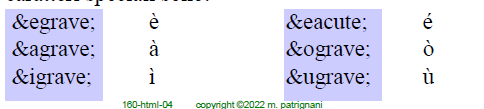 &egrave; è &eacute; é
&agrave; à &ograve; ò
&igrave; ì &ugrave; ù
160-html-04 copyright ©2022 m. patrignani